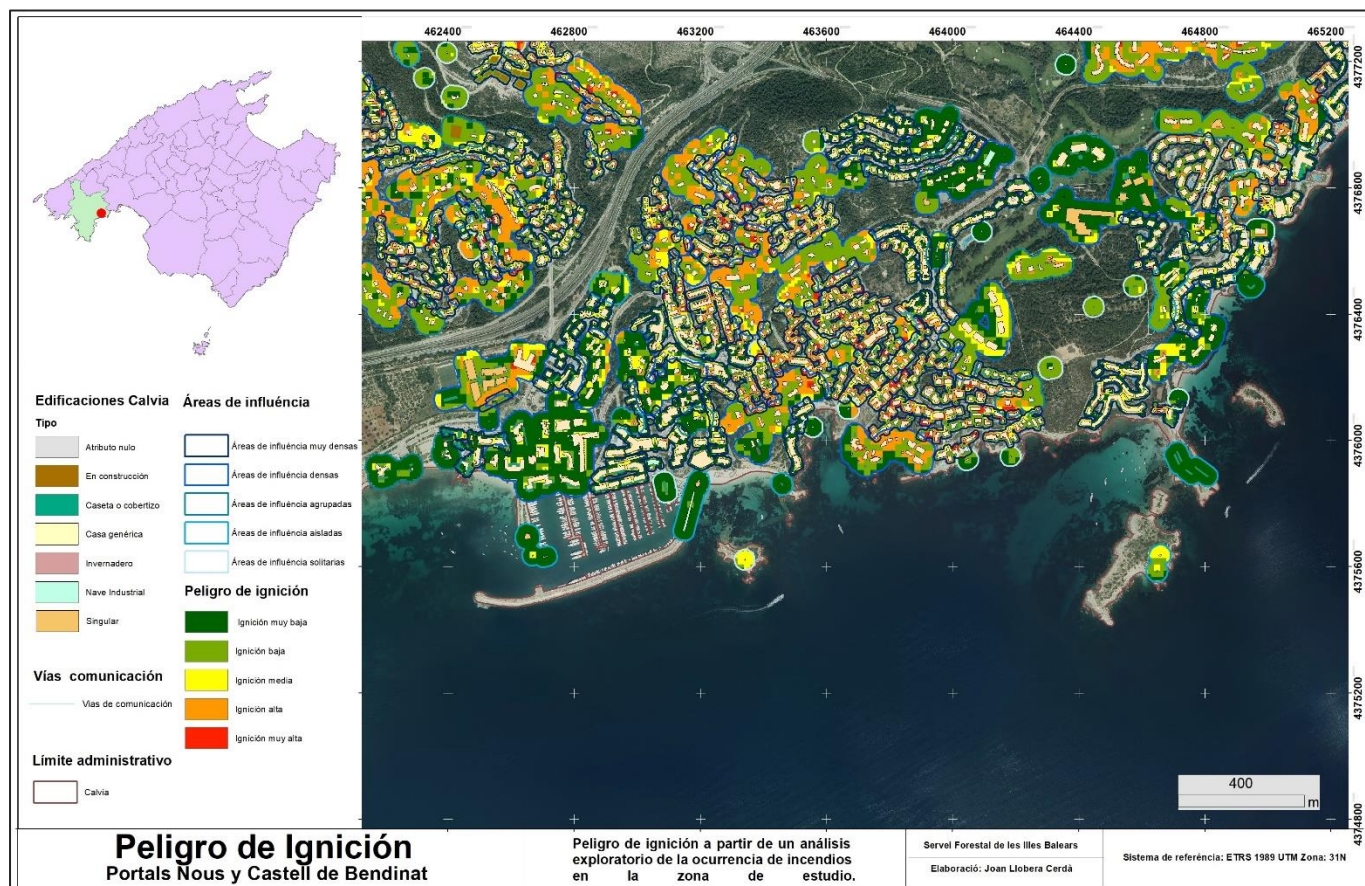 462400 462800 463200 463600 464000 464400 464800 465200
4377200
4376800
4376400
4376000
4375600
4375200
4374800
Edificaciones Calvia
Tipo
Atributo nulo
En construcción
Caseta o cobertizo
Casa genérica
Invernadero
Nave Industrial
Singular
Vías comunicación
Vias de comunicación
Límite administrativo
Calvia
Áreas de influéncia
Áreas de influéncia muy densas
Áreas de influéncia densas
Áreas de influéncia agrupadas
Áreas de influéncia aisladas
Áreas de influéncia solitarias
Peligro de ignición
Ignición muy baja
Ignición baja
Ignición media
Ignición alta
Ignición muy alta
400
m
Peligro de Ignición
Portals Nous y Castell de Bendinat
Peligro de ignición a partir de un análisis
exploratorio de la ocurrencia de incendios
en la zona de estudio.
Servei Forestal de les Illes Balears
Elaboració: Joan Llobera Cerdà
Sistema de referéncia: ETRS 1989 UTM Zona: 31N